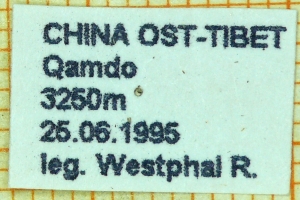 CHINA OST-TIBET
Qamdo
3250m
25.06.1995
leg. Westphal R.